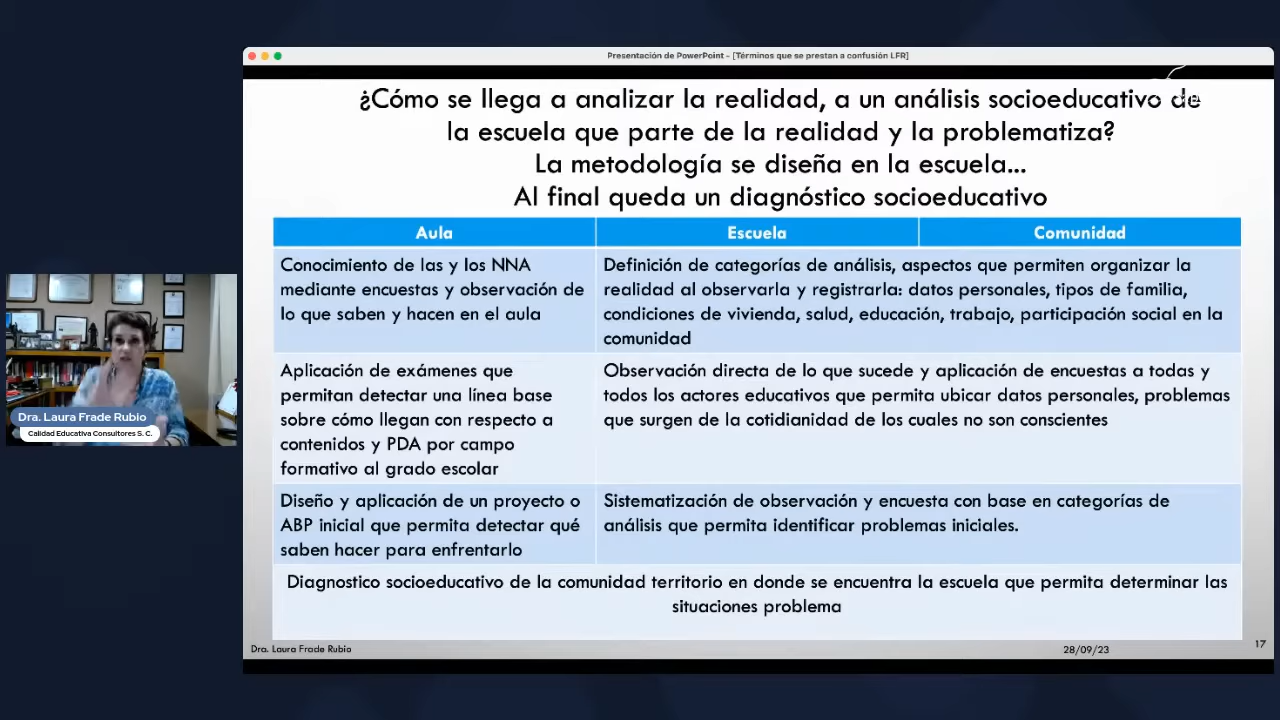 Presentación de PowerPoint - [Términos que se prestan a confusión LFR]
¿Cómo se llega a analizar la realidad, a un análisis socioeducativo de
la escuela que parte de la realidad y la problematiza?
La metodología se diseña en la escuela...
Al final queda un diagnóstico socioeducativo
Aula
Escuela
Comunidad
Conocimiento de las y los NNA
mediante encuestas y observación de
lo que saben y hacen en el aula
Definición de categorías de análisis, aspectos que permiten organizar la
realidad al observarla y registrarla: datos personales, tipos de familia,
condiciones de vivienda, salud, educación, trabajo, participación social en la
comunidad
Aplicación de exámenes que
permitan detectar una línea base
sobre cómo llegan con respecto a
contenidos y PDA por campo
formativo al grado escolar
Observación directa de lo que sucede y aplicación de encuestas a todas y
todos los actores educativos que permita ubicar datos personales, problemas
que surgen de la cotidianidad de los cuales no son conscientes
Diseño y aplicación de un proyecto o
ABP inicial que permita detectar qué
saben hacer para enfrentarlo
Sistematización de observación y encuesta con base en categorías de
análisis que permita identificar problemas iniciales.
Diagnostico socioeducativo de la comunidad territorio en donde se encuentra la escuela que permita determinar las
situaciones problema
Dra. Laura Frade Rubio
28/09/23
17
Dra. Laura Frade Rubio
Calidad Educativa Consultores S. C.